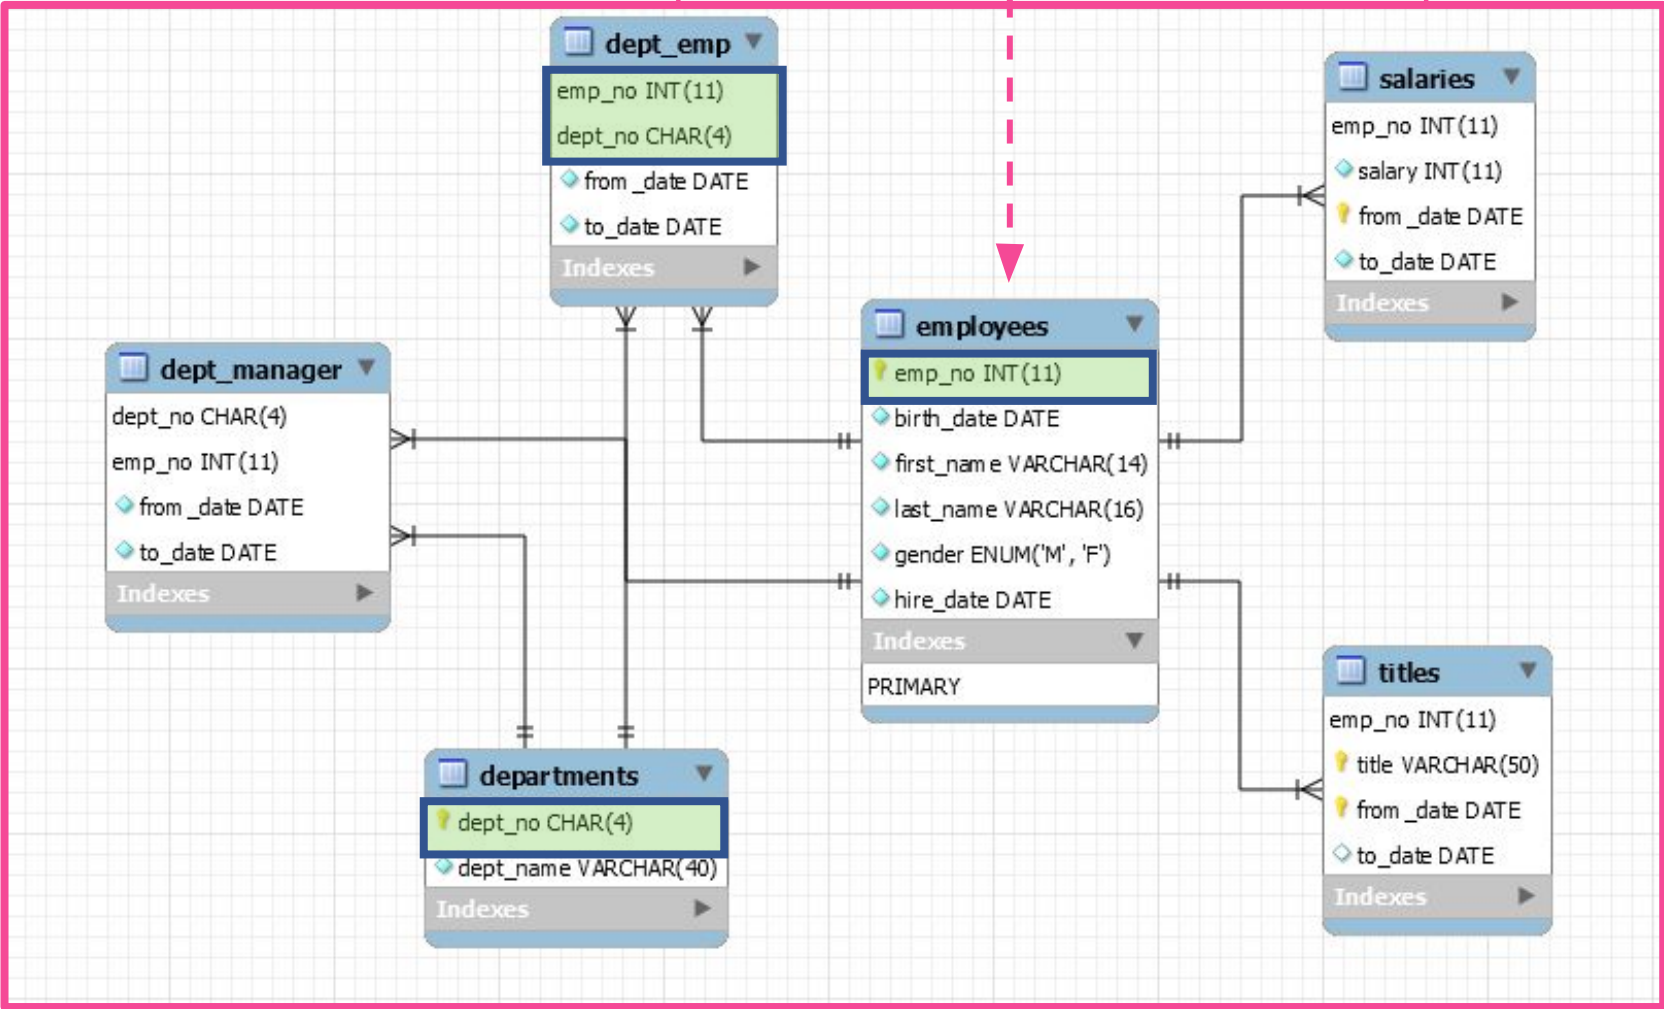 dept_emp
emp_no INT(11)
dept_no CHAR(4)
from_date DATE
to_date DATE
Indexes
salaries
emp_no INT(11)
salary INT(11)
from_date DATE
to_date DATE
Indexes
employees
emp_no INT(11)
birth_date DATE
first_name VARCHAR(14)
last_name VARCHAR(16)
gender ENUM('M', 'F')
hire_date DATE
Indexes
PRIMARY
dept_manager
dept_no CHAR(4)
emp_no INT(11)
from_date DATE
to_date DATE
Indexes
titles
emp_no INT(11)
title VARCHAR(50)
from_date DATE
to_date DATE
Indexes
departments
dept_no CHAR(4)
dept_name VARCHAR(40)
Indexes